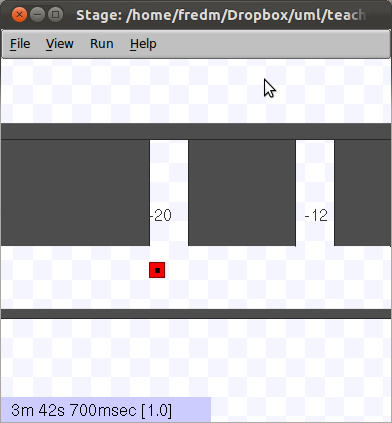 Stage: /home/fredm/Dropbox/uml/teach
File View Run Help
-20
-12
3m 42s 700msec [1.0]